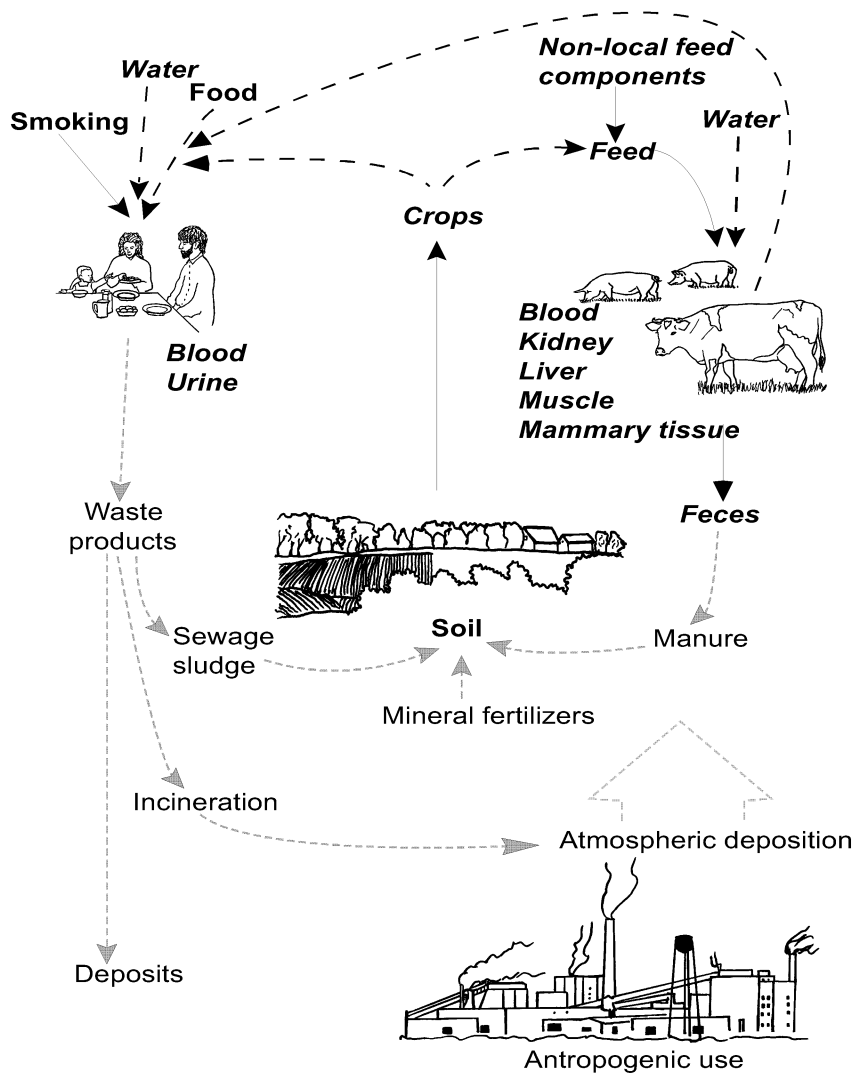 Non-local feed
components
Water
Food
Smoking
Water
Feed
Crops
Blood
Urine
Blood
Kidney
Liver
Muscle
Mammary tissue
Waste
products
Feces
Soil
Sewage
sludge
Manure
Mineral fertilizers
Incineration
Atmospheric deposition
Deposits
Antropogenic use